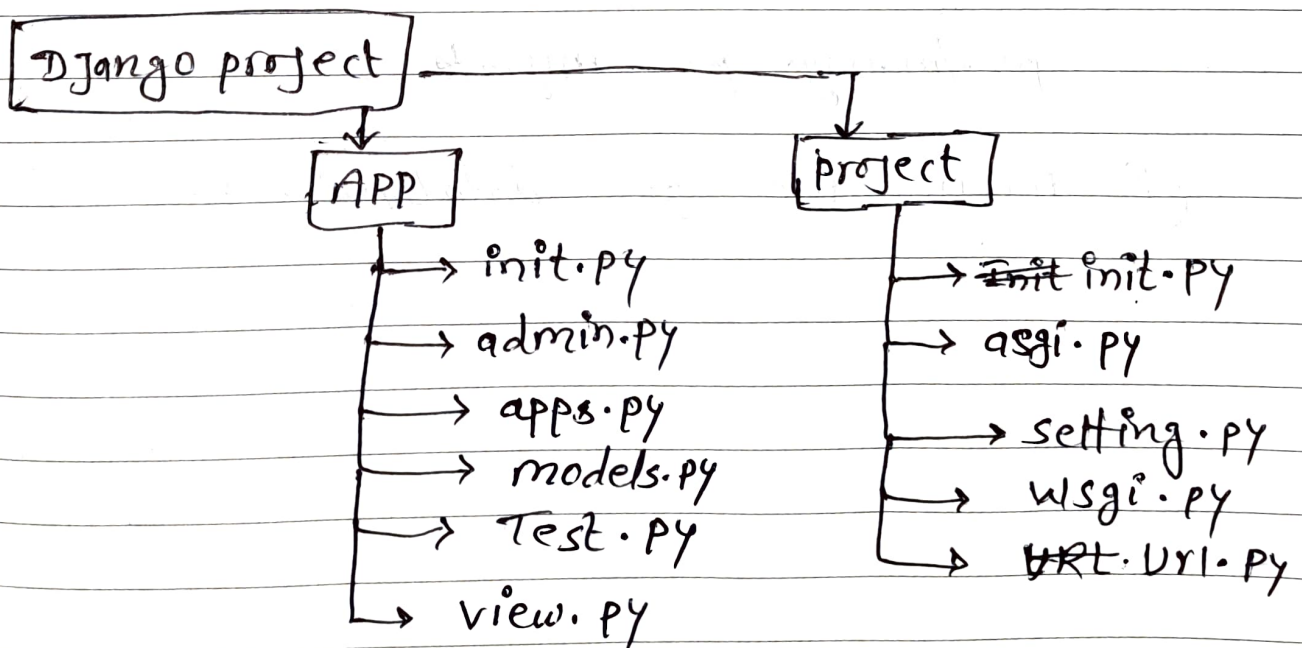 Django project
APP
project
init.py
admin.py
apps.py
models.py
Test.py
view.py
Init init.py
asgi.py
setting.py
wsgi.py
URL. Url.py